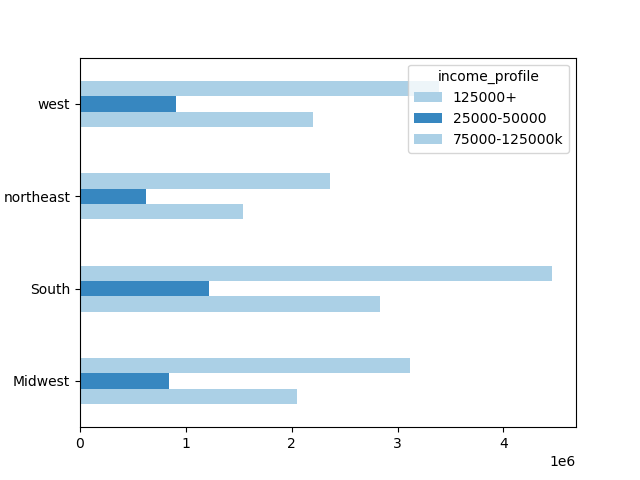 income_profile
125000+
25000-50000
75000-125000k
west
northeast
South
Midwest
0 1 2 3 4
1e6